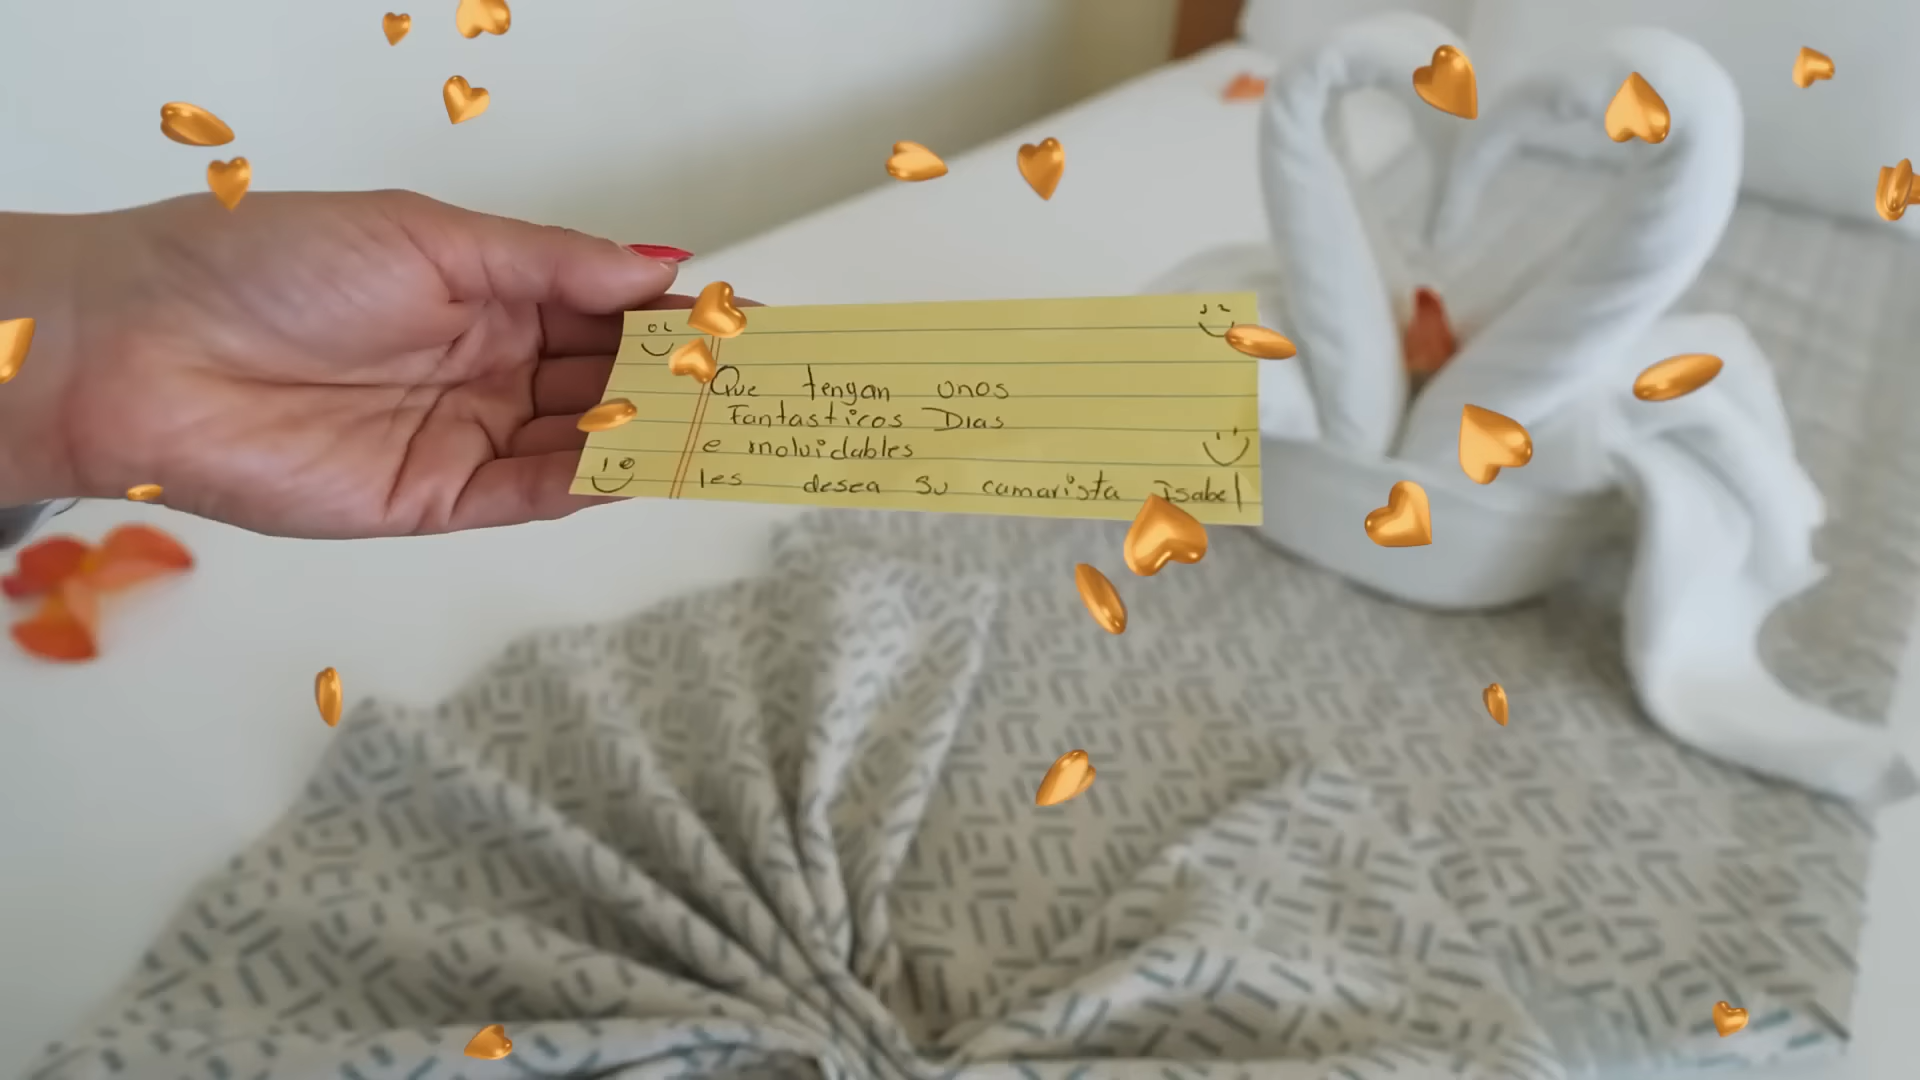 Que tengan unos
Fantasticos Dias
e inolvidables
les desea su camarista Isabel